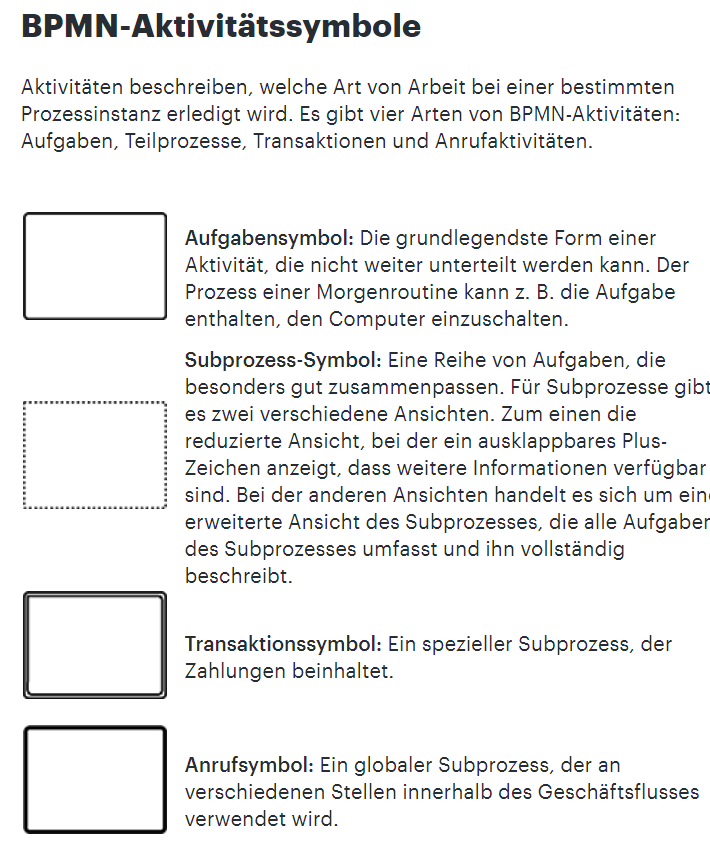 BPMN-Aktivitätssymbole
Aktivitäten beschreiben, welche Art von Arbeit bei einer bestimmten
Prozessinstanz erledigt wird. Es gibt vier Arten von BPMN-Aktivitäten:
Aufgaben, Teilprozesse, Transaktionen und Anrufaktivitäten.
Aufgabensymbol: Die grundlegendste Form einer
Aktivität, die nicht weiter unterteilt werden kann. Der
Prozess einer Morgenroutine kann z. B. die Aufgabe
enthalten, den Computer einzuschalten.
Subprozess-Symbol: Eine Reihe von Aufgaben, die
besonders gut zusammenpassen. Für Subprozesse gibt
es zwei verschiedene Ansichten. Zum einen die
reduzierte Ansicht, bei der ein ausklappbares Plus-
Zeichen anzeigt, dass weitere Informationen verfügbar
sind. Bei der anderen Ansichten handelt es sich um ein
erweiterte Ansicht des Subprozesses, die alle Aufgaben
des Subprozesses umfasst und ihn vollständig
beschreibt.
Transaktionssymbol: Ein spezieller Subprozess, der
Zahlungen beinhaltet.
Anrufsymbol: Ein globaler Subprozess, der an
verschiedenen Stellen innerhalb des Geschäftsflusses
verwendet wird.